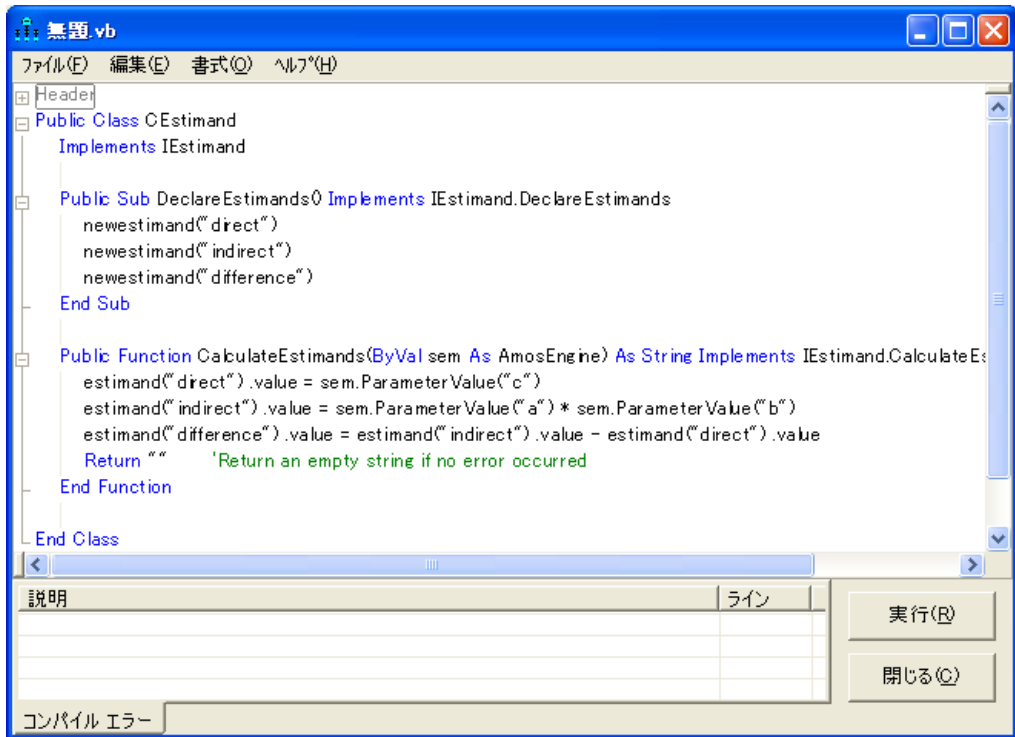 無題.vb
ファイル(F) 編集(E) 書式(O) ヘルプ(H)
Header
Public Class CEstimand
Implements IEstimand
Public Sub DeclareEstimands() Implements IEstimand.DeclareEstimands
newestimand("direct")
newestimand("indirect")
newestimand("difference")
End Sub
Public Function CalculateEstimands(ByVal sem As AmosEngine) As String Implements IEstimand.CalculateEs
estimand("direct").value = sem.ParameterValue("c")
estimand("indirect").value = sem.ParameterValue("a") * sem.ParameterValue("b")
estimand("difference").value = estimand("indirect").value - estimand("direct").value
Return "" 'Return an empty string if no error occurred
End Function
End Class
説明 ライン
実行(R)
閉じる(C)
コンパイル エラー